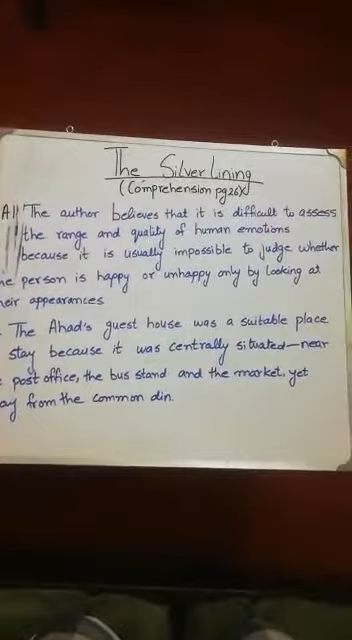 The Silver Lining
(Comprehension pg26)
A1| The author believes that it is difficult to assess
the range and quality of human emotions
because it is usually impossible to judge whether
person is happy or unhappy only by looking at
appearances
The Ahad's guest house was a suitable place
stay because it was centrally situated—near
post office, the bus stand and the market, yet
from the common din.